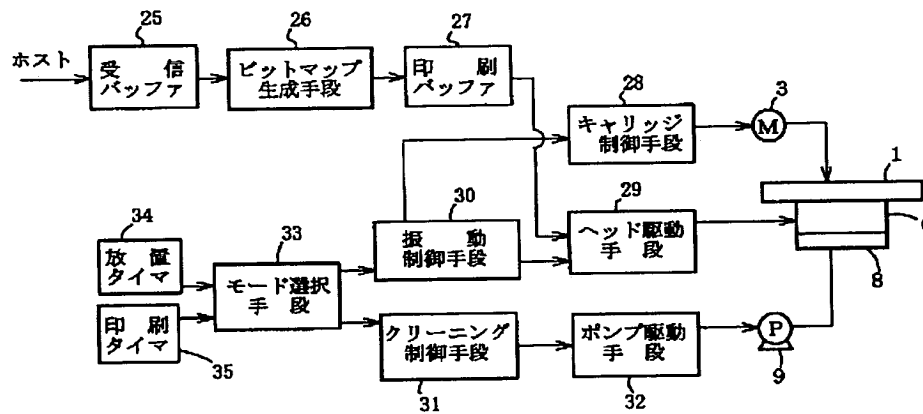 25
26
27
ホスト
受信
バッファ
ビットマップ
生成手段
印刷
バッファ
28
キャリッジ
制御手段
3
M
1
34
放置
タイマ
33
モード選択
手段
30
振動
制御手段
29
ヘッド駆動
手段
8
印刷
タイマ
35
クリーニング
制御手段
31
ポンプ駆動
手段
32
P
9